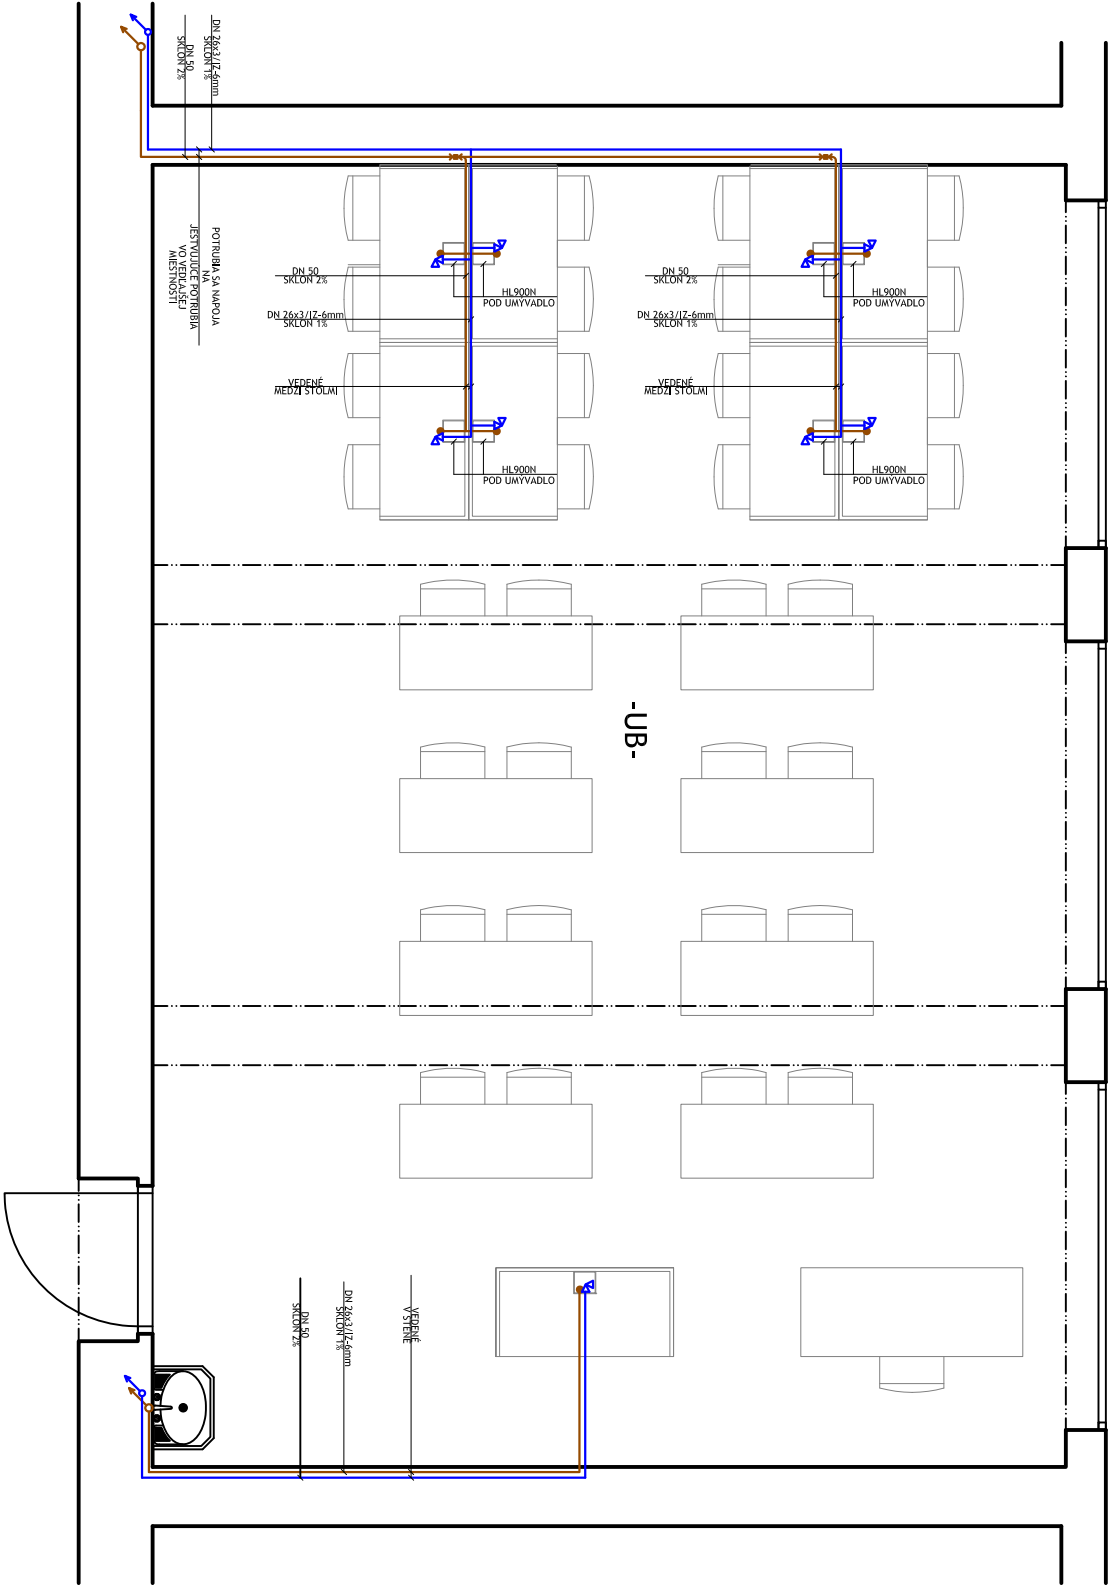 DN 26x3/IZ-6mm
SKLON 1%
DN 50
SKLON 2%
POTRUBIA SA NAPOJA
NA
JESTVUJÚCE POTRUBIA
VO VEDĽAJŠEJ
MIESTNOSTI
DN 50
SKLON 2%
HL900N
POD UMÝVADLO
DN 26x3/IZ-6mm
SKLON 1%
VEDENÉ
MEDZI STOLMI
HL900N
POD UMÝVADLO
DN 50
SKLON 2%
HL900N
POD UMÝVADLO
DN 26x3/IZ-6mm
SKLON 1%
VEDENÉ
MEDZI STOLMI
HL900N
POD UMÝVADLO
-UB-
VEDENÉ
V STENE
DN 26x3/IZ-6mm
SKLON 1%
DN 50
SKLON 2%